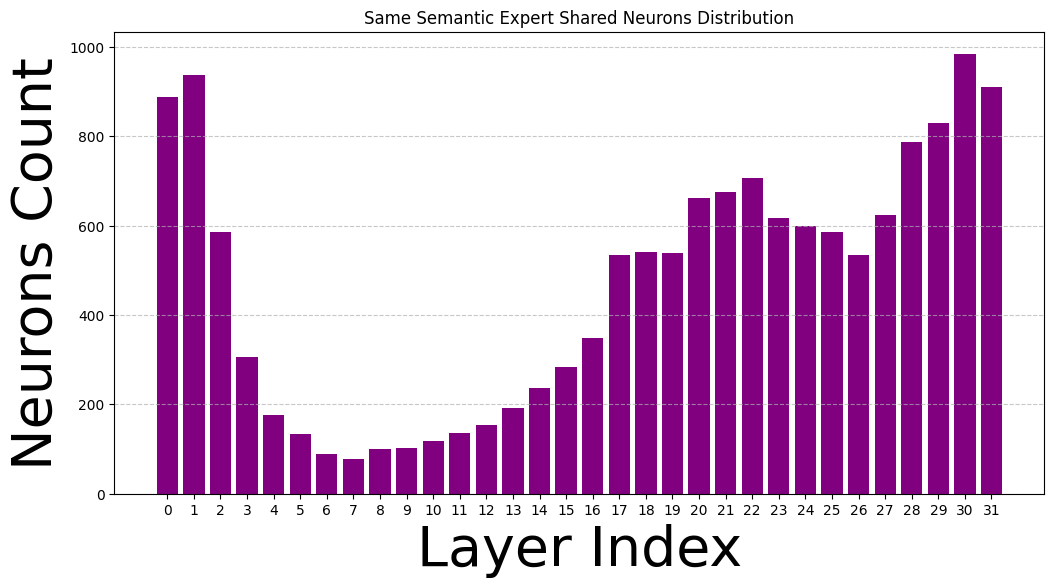 Same Semantic Expert Shared Neurons Distribution
Neurons Count
1000
800
600
400
200
0
0 1 2 3 4 5 6 7 8 9 10 11 12 13 14 15 16 17 18 19 20 21 22 23 24 25 26 27 28 29 30 31
Layer Index